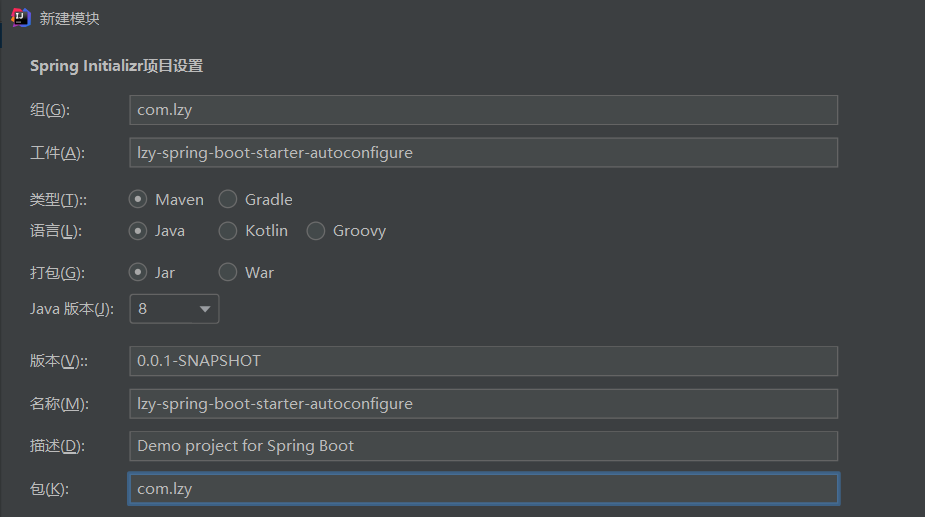 新建模块
Spring Initializr项目设置
组(G): com.lzy
工件(A): lzy-spring-boot-starter-autoconfigure
类型(T):: Maven Gradle
语言(L): Java Kotlin Groovy
打包(G): Jar War
Java 版本(J): 8
版本(V):: 0.0.1-SNAPSHOT
名称(M): lzy-spring-boot-starter-autoconfigure
描述(D): Demo project for Spring Boot
包(K): com.lzy